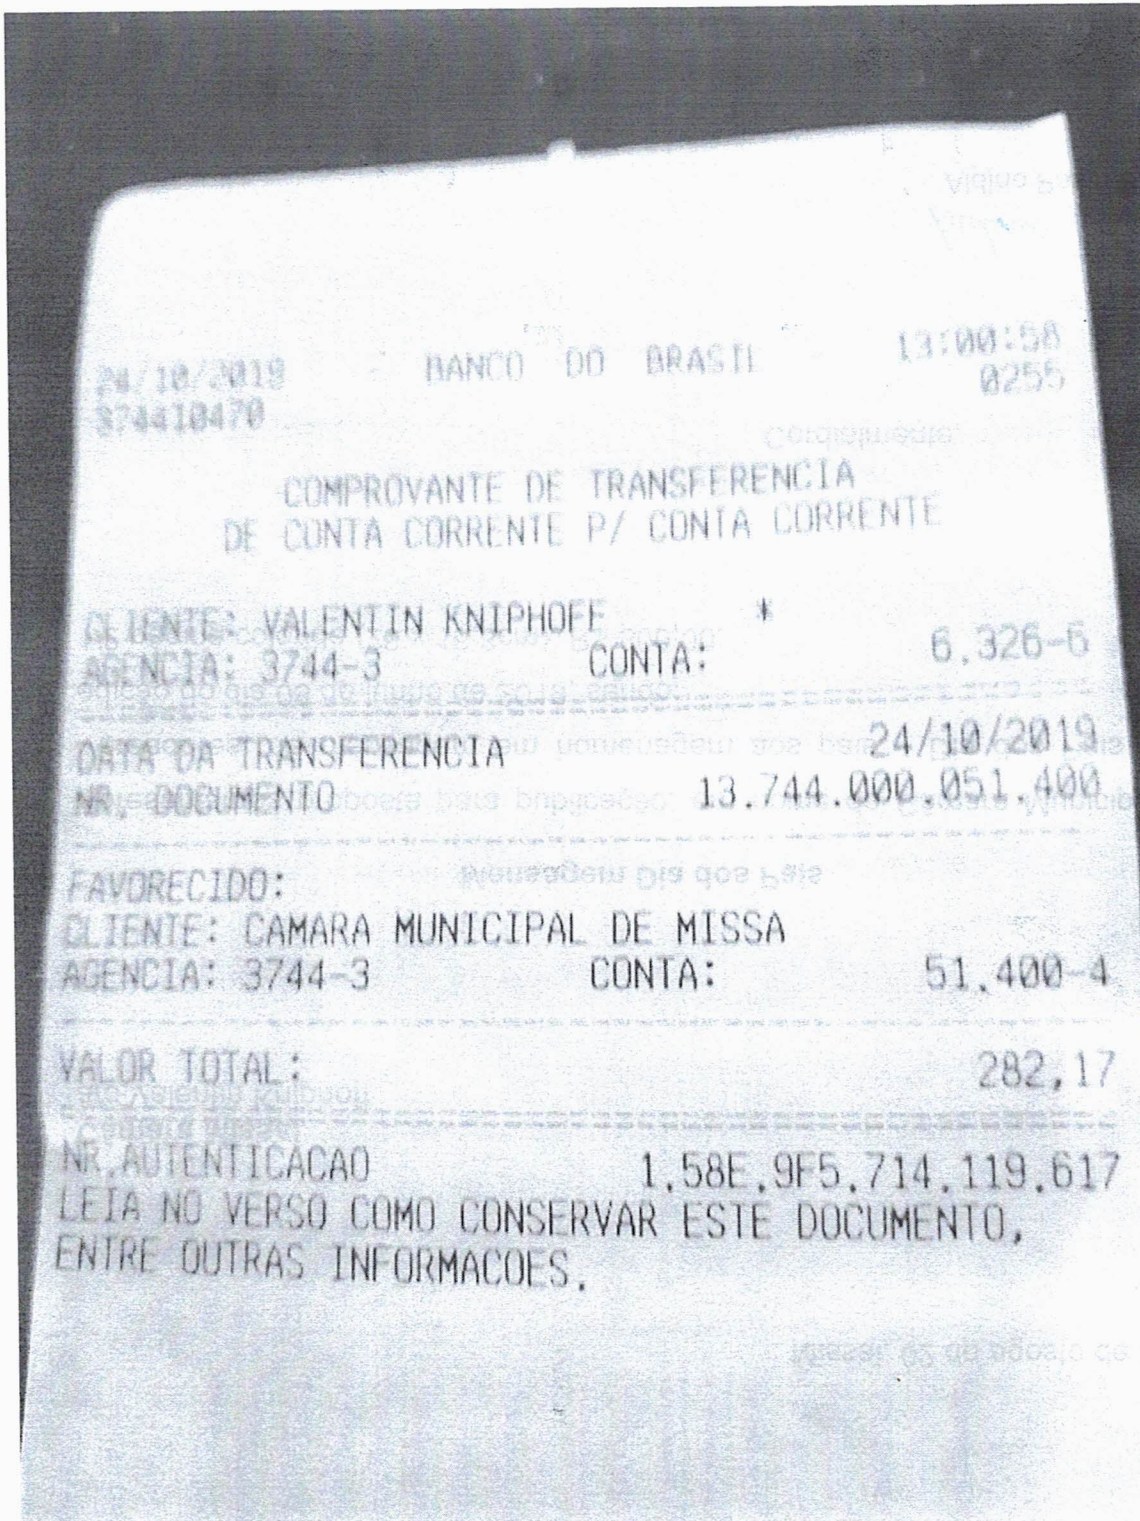 24/10/2019 BANCO DO BRASIL 13:00:58
374410470 0255
COMPROVANTE DE TRANSFERENCIA
DE CONTA CORRENTE P/ CONTA CORRENTE
CLIENTE: VALENTIN KNIPHOFF *
AGENCIA: 3744-3 CONTA: 6.326-6
DATA DA TRANSFERENCIA 24/10/2019
NR. DOCUMENTO 13.744.000.051.400
FAVORECIDO:
CLIENTE: CAMARA MUNICIPAL DE MISSA
AGENCIA: 3744-3 CONTA: 51.400-4
VALOR TOTAL: 282,17
NR.AUTENTICACAO 1.58E.9F5.714.119.617
LEIA NO VERSO COMO CONSERVAR ESTE DOCUMENTO,
ENTRE OUTRAS INFORMACOES.